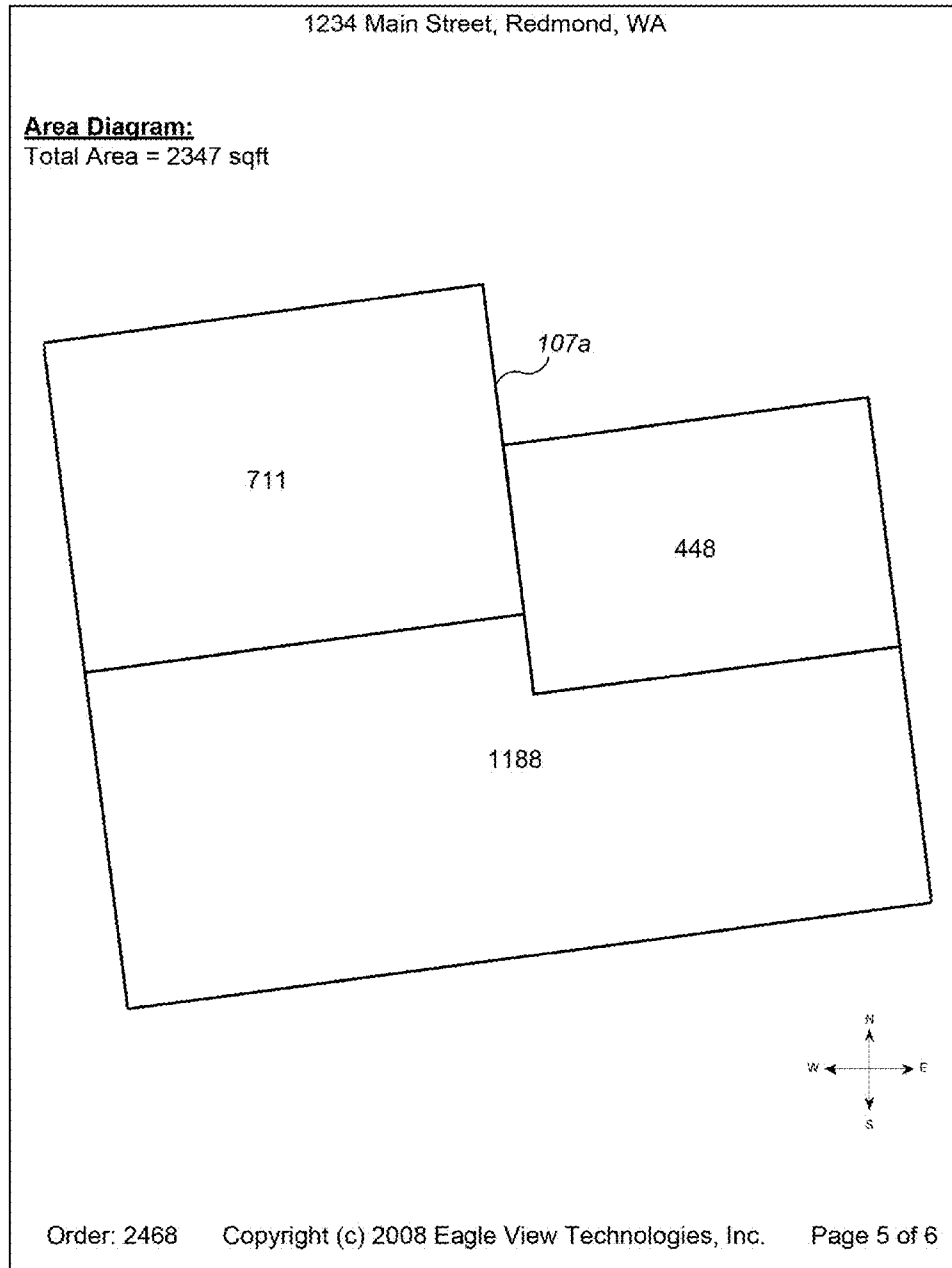 1234 Main Street, Redmond, WA
Area Diagram:
Total Area = 2347 sqft
107a
711
448
1188
N
W E
S
Order: 2468 Copyright (c) 2008 Eagle View Technologies, Inc. Page 5 of 6